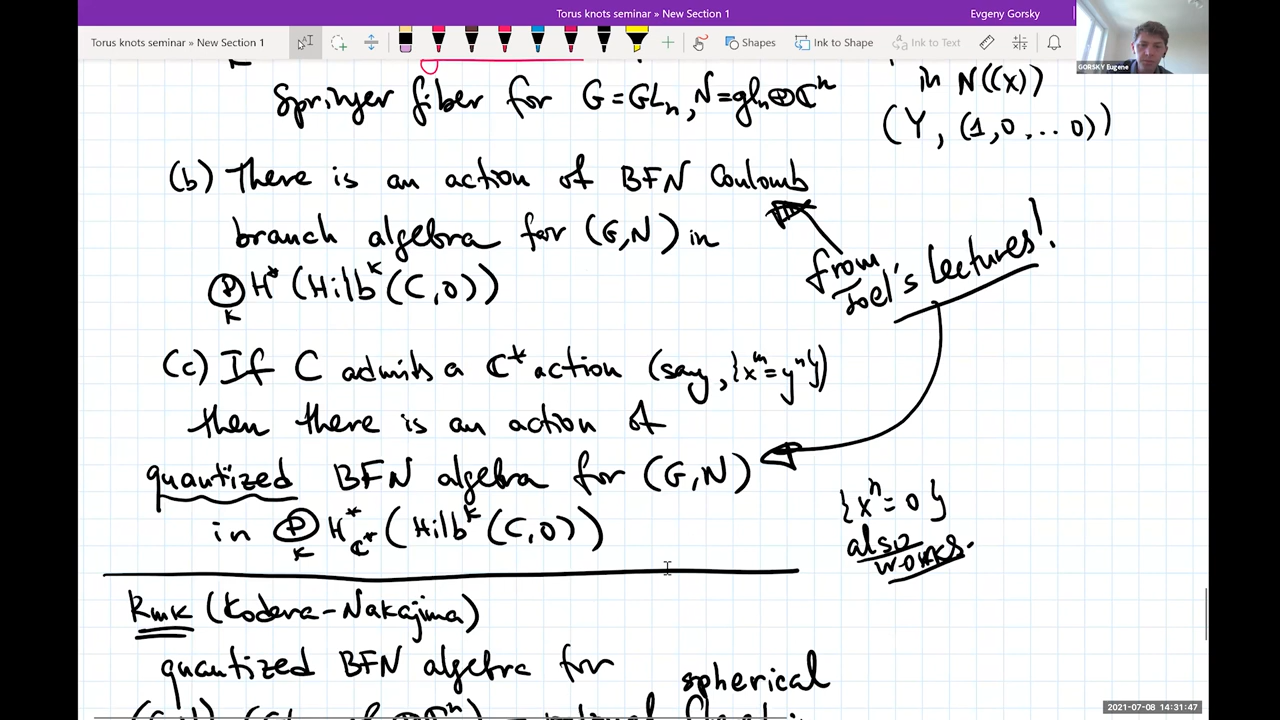 Torus knots seminar » New Section 1
Evgeny Gorsky
Torus knots seminar » New Section 1
Shapes
Ink to Shape
Ink to Text
GORSKY Eugene
Springer fiber for G=GL_n, N=gl_n⊕ℂ^n
in N((x))
(Y, (1,0,...0))
(b) There is an action of BFN Coulomb
branch algebra for (G,N) in
⊕_k H^*(Hilb^k(C,0))
from
Joel's Lectures!
(c) If C admits a ℂ^* action (say, {x^m=y^n})
then there is an action of
quantized BFN algebra for (G,N)
in ⊕_k H^*_{ℂ^*}(Hilb^k(C,0))
{x^n=0}
also
works.
Rmk (Kodera-Nakajima)
quantized BFN algebra for
spherical
2021-07-08 14:31:47